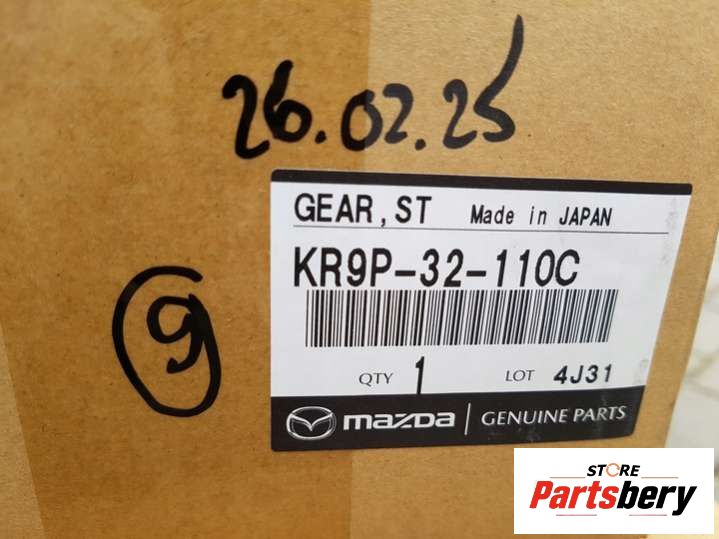 26.02.25
GEAR, ST Made in JAPAN
KR9P-32-110C
9
QTY 1 LOT 4J31
mazda GENUINE PARTS
STORE
Partsbery